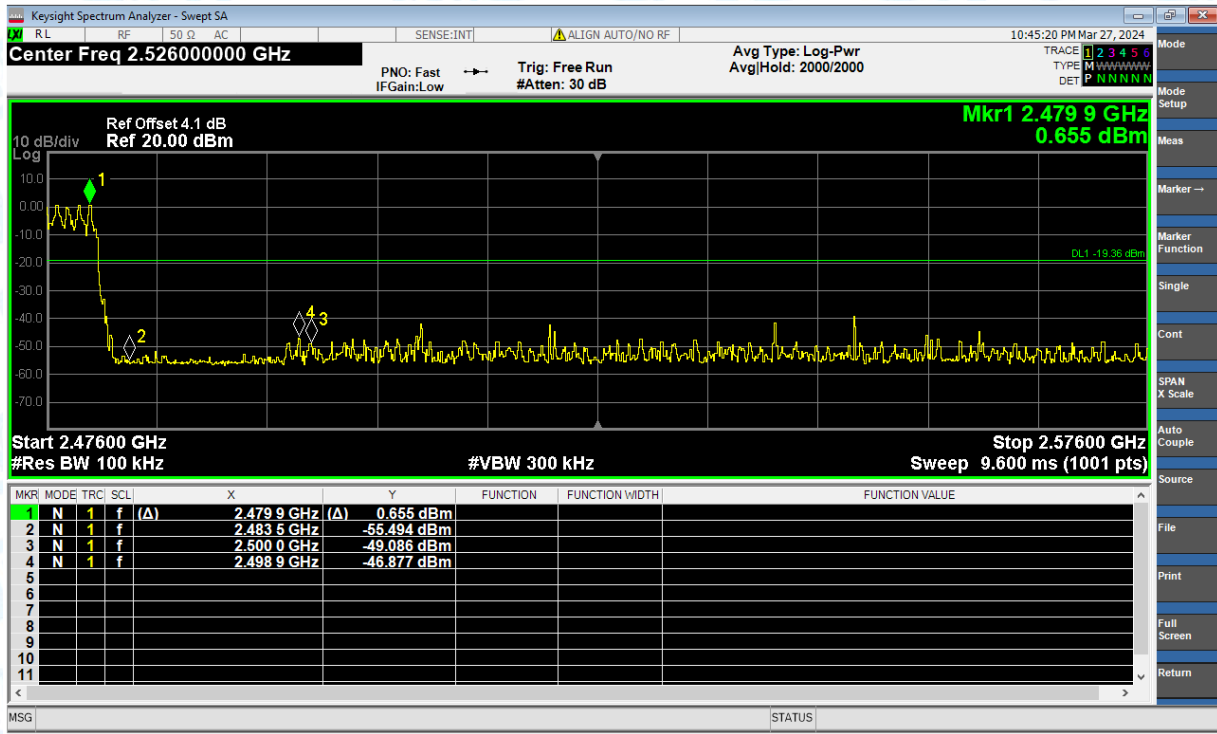 Keysight Spectrum Analyzer - Swept SA
LXI RL RF 50 Ω AC SENSE:INT ALIGN AUTO/NO RF 10:45:20 PM Mar 27, 2024
Center Freq 2.526000000 GHz
PNO: Fast
IFGain:Low
Trig: Free Run
#Atten: 30 dB
Avg Type: Log-Pwr
Avg|Hold: 2000/2000
TRACE 1 2 3 4 5 6
TYPE M WWWWW
DET P N N N N N
Ref Offset 4.1 dB
Ref 20.00 dBm
10 dB/div
Log
Mkr1 2.479 9 GHz
0.655 dBm
10.0
0.00
-10.0
-20.0
-30.0
-40.0
-50.0
-60.0
-70.0
1
2
4
3
DL1 -19.36 dBm
Start 2.47600 GHz
Stop 2.57600 GHz
#Res BW 100 kHz
#VBW 300 kHz
Sweep 9.600 ms (1001 pts)
MKR MODE TRC SCL X Y FUNCTION FUNCTION WIDTH FUNCTION VALUE
1 N 1 f (Δ) 2.479 9 GHz (Δ) 0.655 dBm
2 N 1 f 2.483 5 GHz -55.494 dBm
3 N 1 f 2.500 0 GHz -49.086 dBm
4 N 1 f 2.498 9 GHz -46.877 dBm
5
6
7
8
9
10
11
MSG STATUS
Mode
Mode
Setup
Meas
Marker →
Marker
Function
Single
Cont
SPAN
X Scale
Auto
Couple
Source
File
Print
Full
Screen
Return